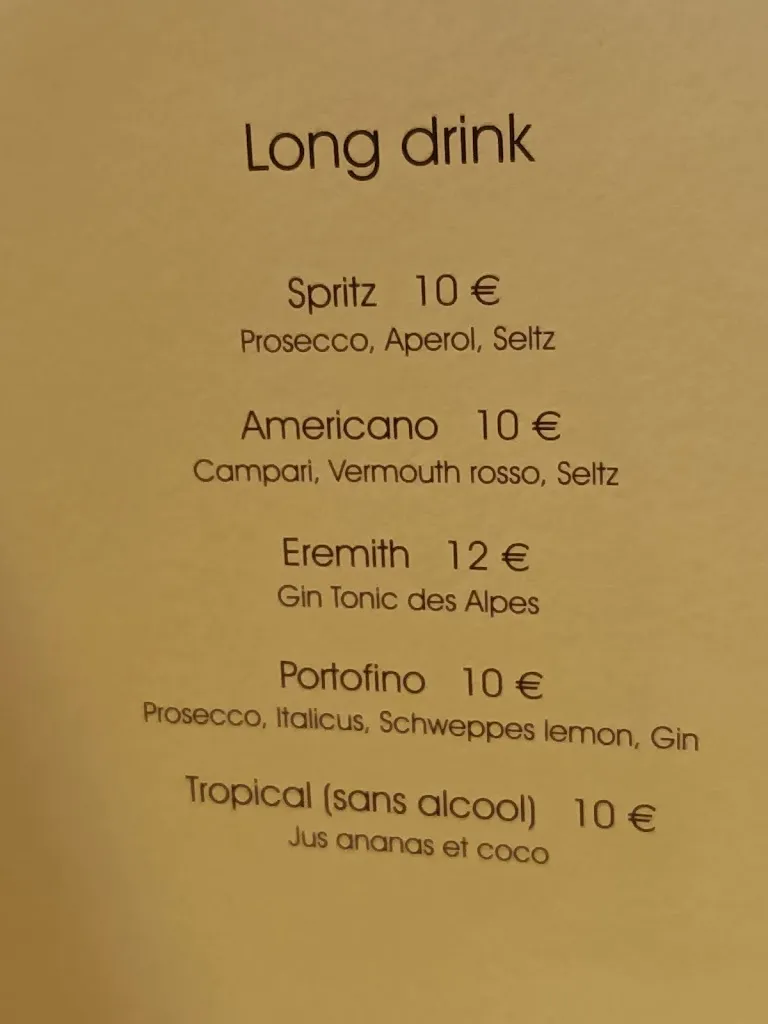 Long drink
Spritz 10 €
Prosecco, Aperol, Seltz
Americano 10 €
Campari, Vermouth rosso, Seltz
Eremith 12 €
Gin Tonic des Alpes
Portofino 10 €
Prosecco, Italicus, Schweppes lemon, Gin
Tropical (sans alcool) 10 €
Jus ananas et coco